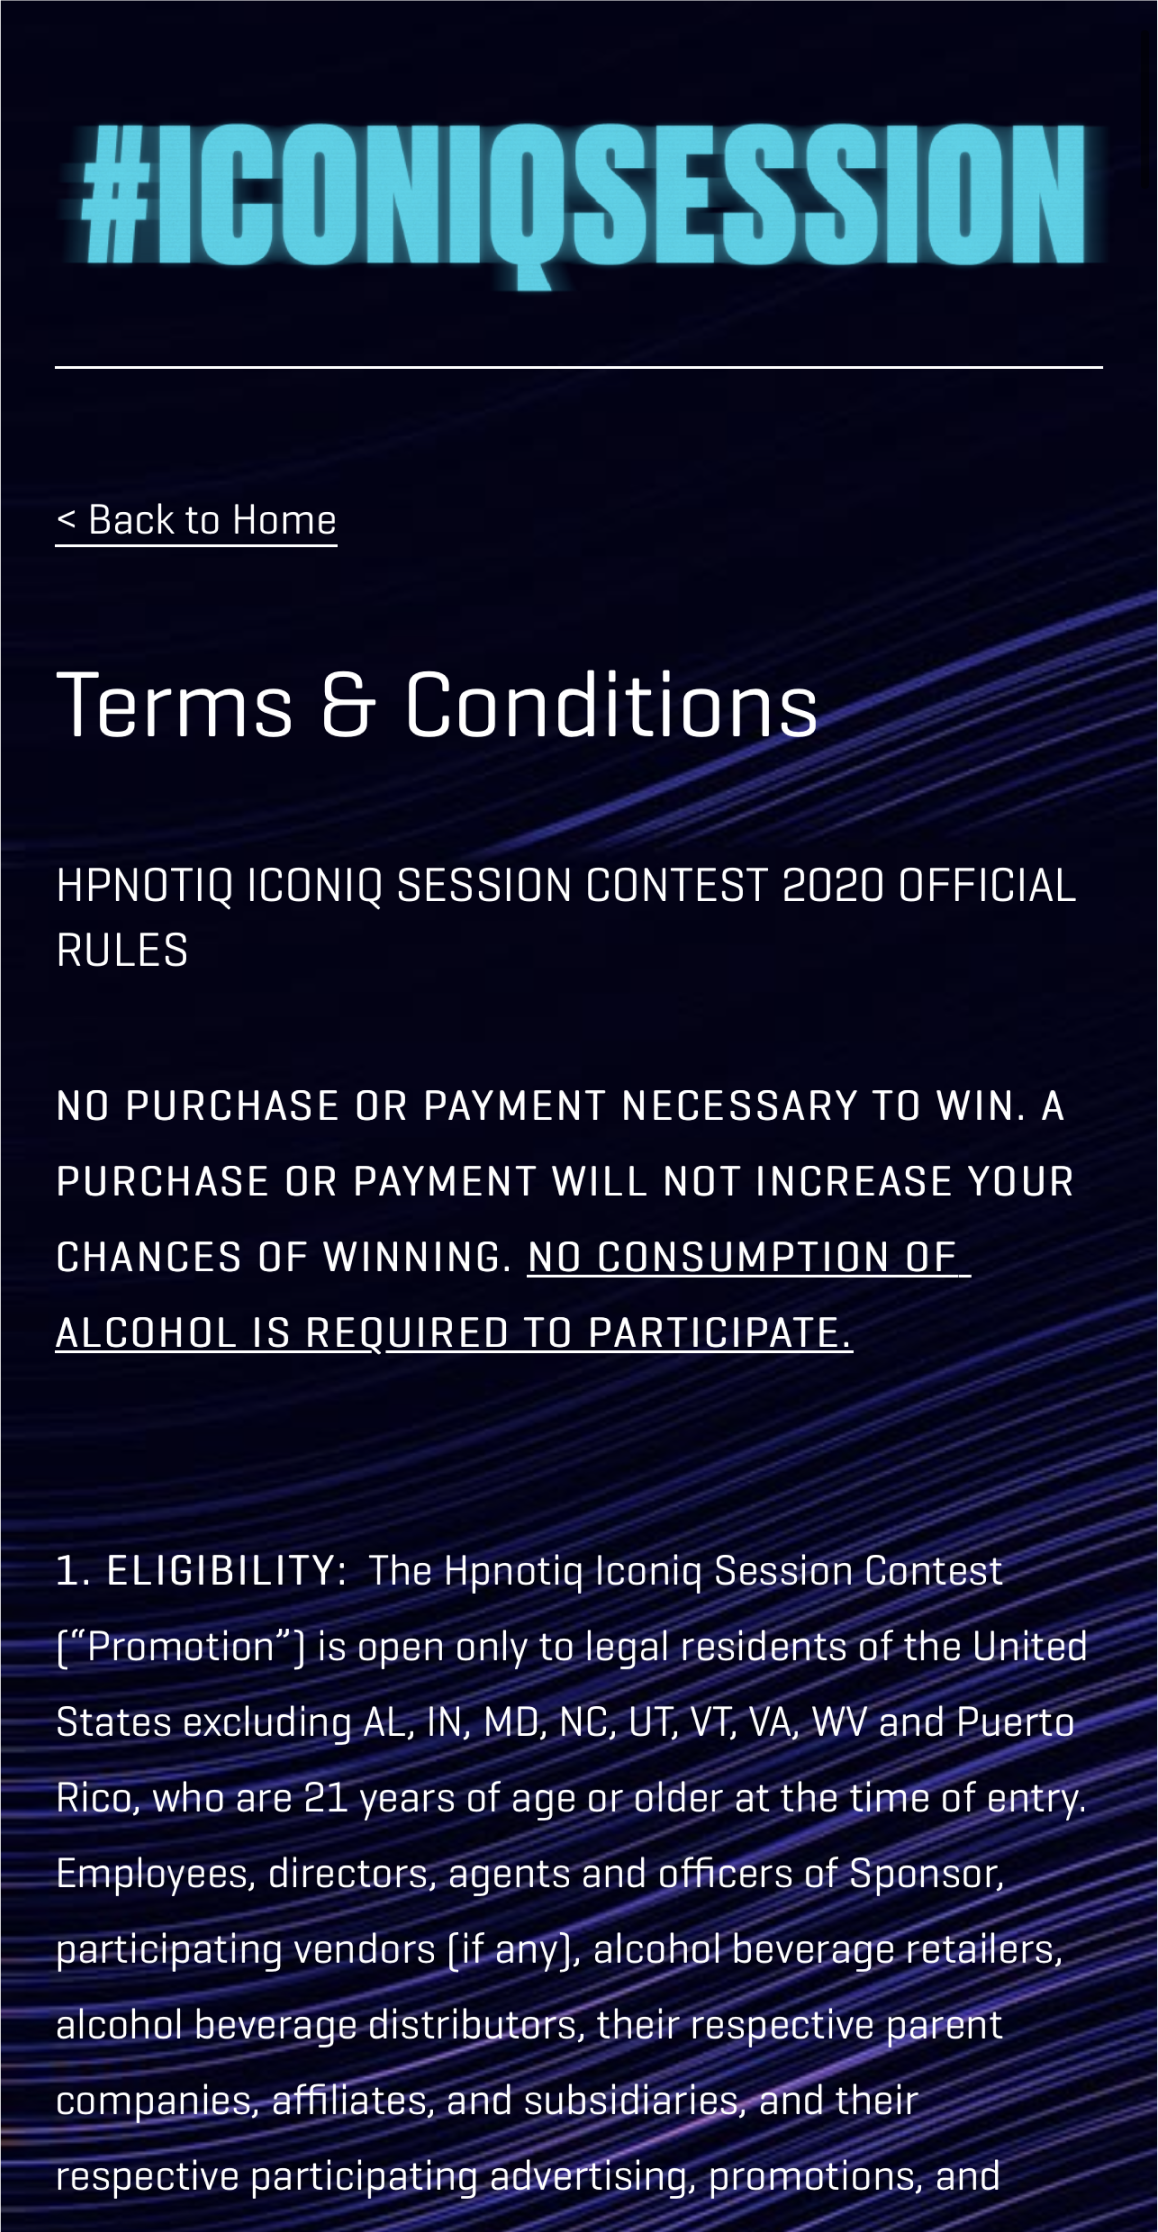 #ICONIQSESSION
< Back to Home
Terms & Conditions
HPNOTIQ ICONIQ SESSION CONTEST 2020 OFFICIAL
RULES
NO PURCHASE OR PAYMENT NECESSARY TO WIN. A
PURCHASE OR PAYMENT WILL NOT INCREASE YOUR
CHANCES OF WINNING. NO CONSUMPTION OF
ALCOHOL IS REQUIRED TO PARTICIPATE.
1. ELIGIBILITY: The Hpnotiq Iconiq Session Contest
(“Promotion”) is open only to legal residents of the United
States excluding AL, IN, MD, NC, UT, VT, VA, WV and Puerto
Rico, who are 21 years of age or older at the time of entry.
Employees, directors, agents and officers of Sponsor,
participating vendors (if any), alcohol beverage retailers,
alcohol beverage distributors, their respective parent
companies, affiliates, and subsidiaries, and their
respective participating advertising, promotions, and